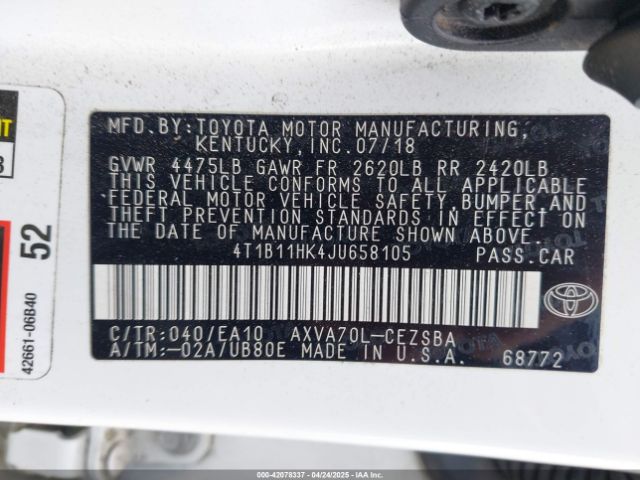 MFD.BY:TOYOTA MOTOR MANUFACTURING,
KENTUCKY,INC.07/18
GVWR 4475LB GAWR FR 2620LB RR 2420LB
THIS VEHICLE CONFORMS TO ALL APPLICABLE
FEDERAL MOTOR VEHICLE SAFETY,BUMPER,AND
THEFT PREVENTION STANDARDS IN EFFECT ON
THE DATE OF MANUFACTURE SHOWN ABOVE.
4T1B11HK4JU658105 PASS.CAR
C/TR:040/EA10 AXVA70L-CEZSBA
A/TM:-02A/UB80E MADE IN U.S.A. 68772
52
42661-06B40
000-42078337 - 04/24/2025 - COPYRIGHT IAA, LLC.